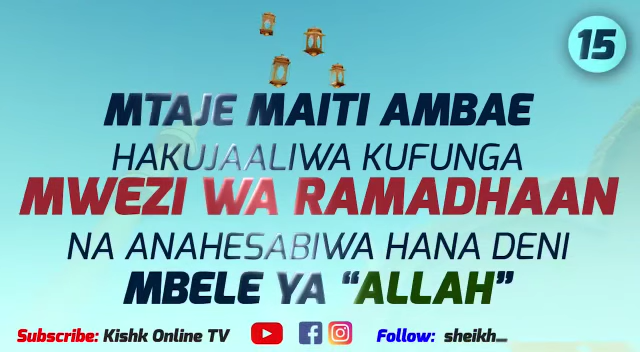 15
MTAJE MAITI AMBAE
HAKUJAALIWA KUFUNGA
MWEZI WA RAMADHAAN
NA ANAHESABIWA HANA DENI
MBELE YA “ALLAH”
Subscribe: Kishk Online TV Follow: sheikh_